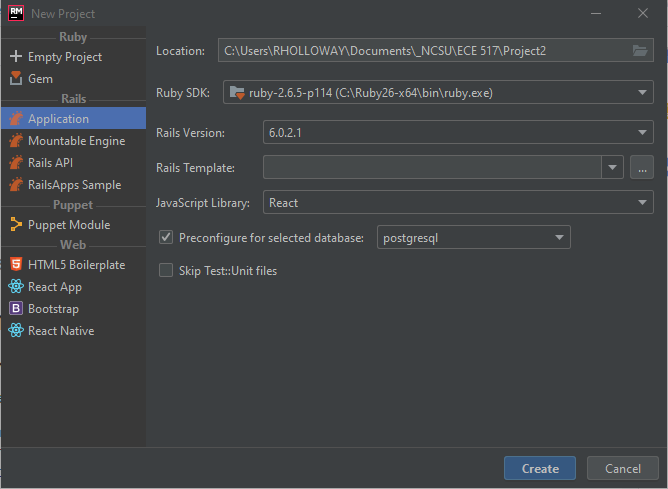 RM New Project
Ruby
Empty Project
Gem
Rails
Application
Mountable Engine
Rails API
RailsApps Sample
Puppet
Puppet Module
Web
HTML5 Boilerplate
React App
B Bootstrap
React Native
Location: C:\Users\RHOLLOWAY\Documents\_NCSU\ECE 517\Project2
Ruby SDK: ruby-2.6.5-p114 (C:\Ruby26-x64\bin\ruby.exe)
Rails Version: 6.0.2.1
Rails Template: ...
JavaScript Library: React
Preconfigure for selected database: postgresql
Skip Test::Unit files
Create Cancel